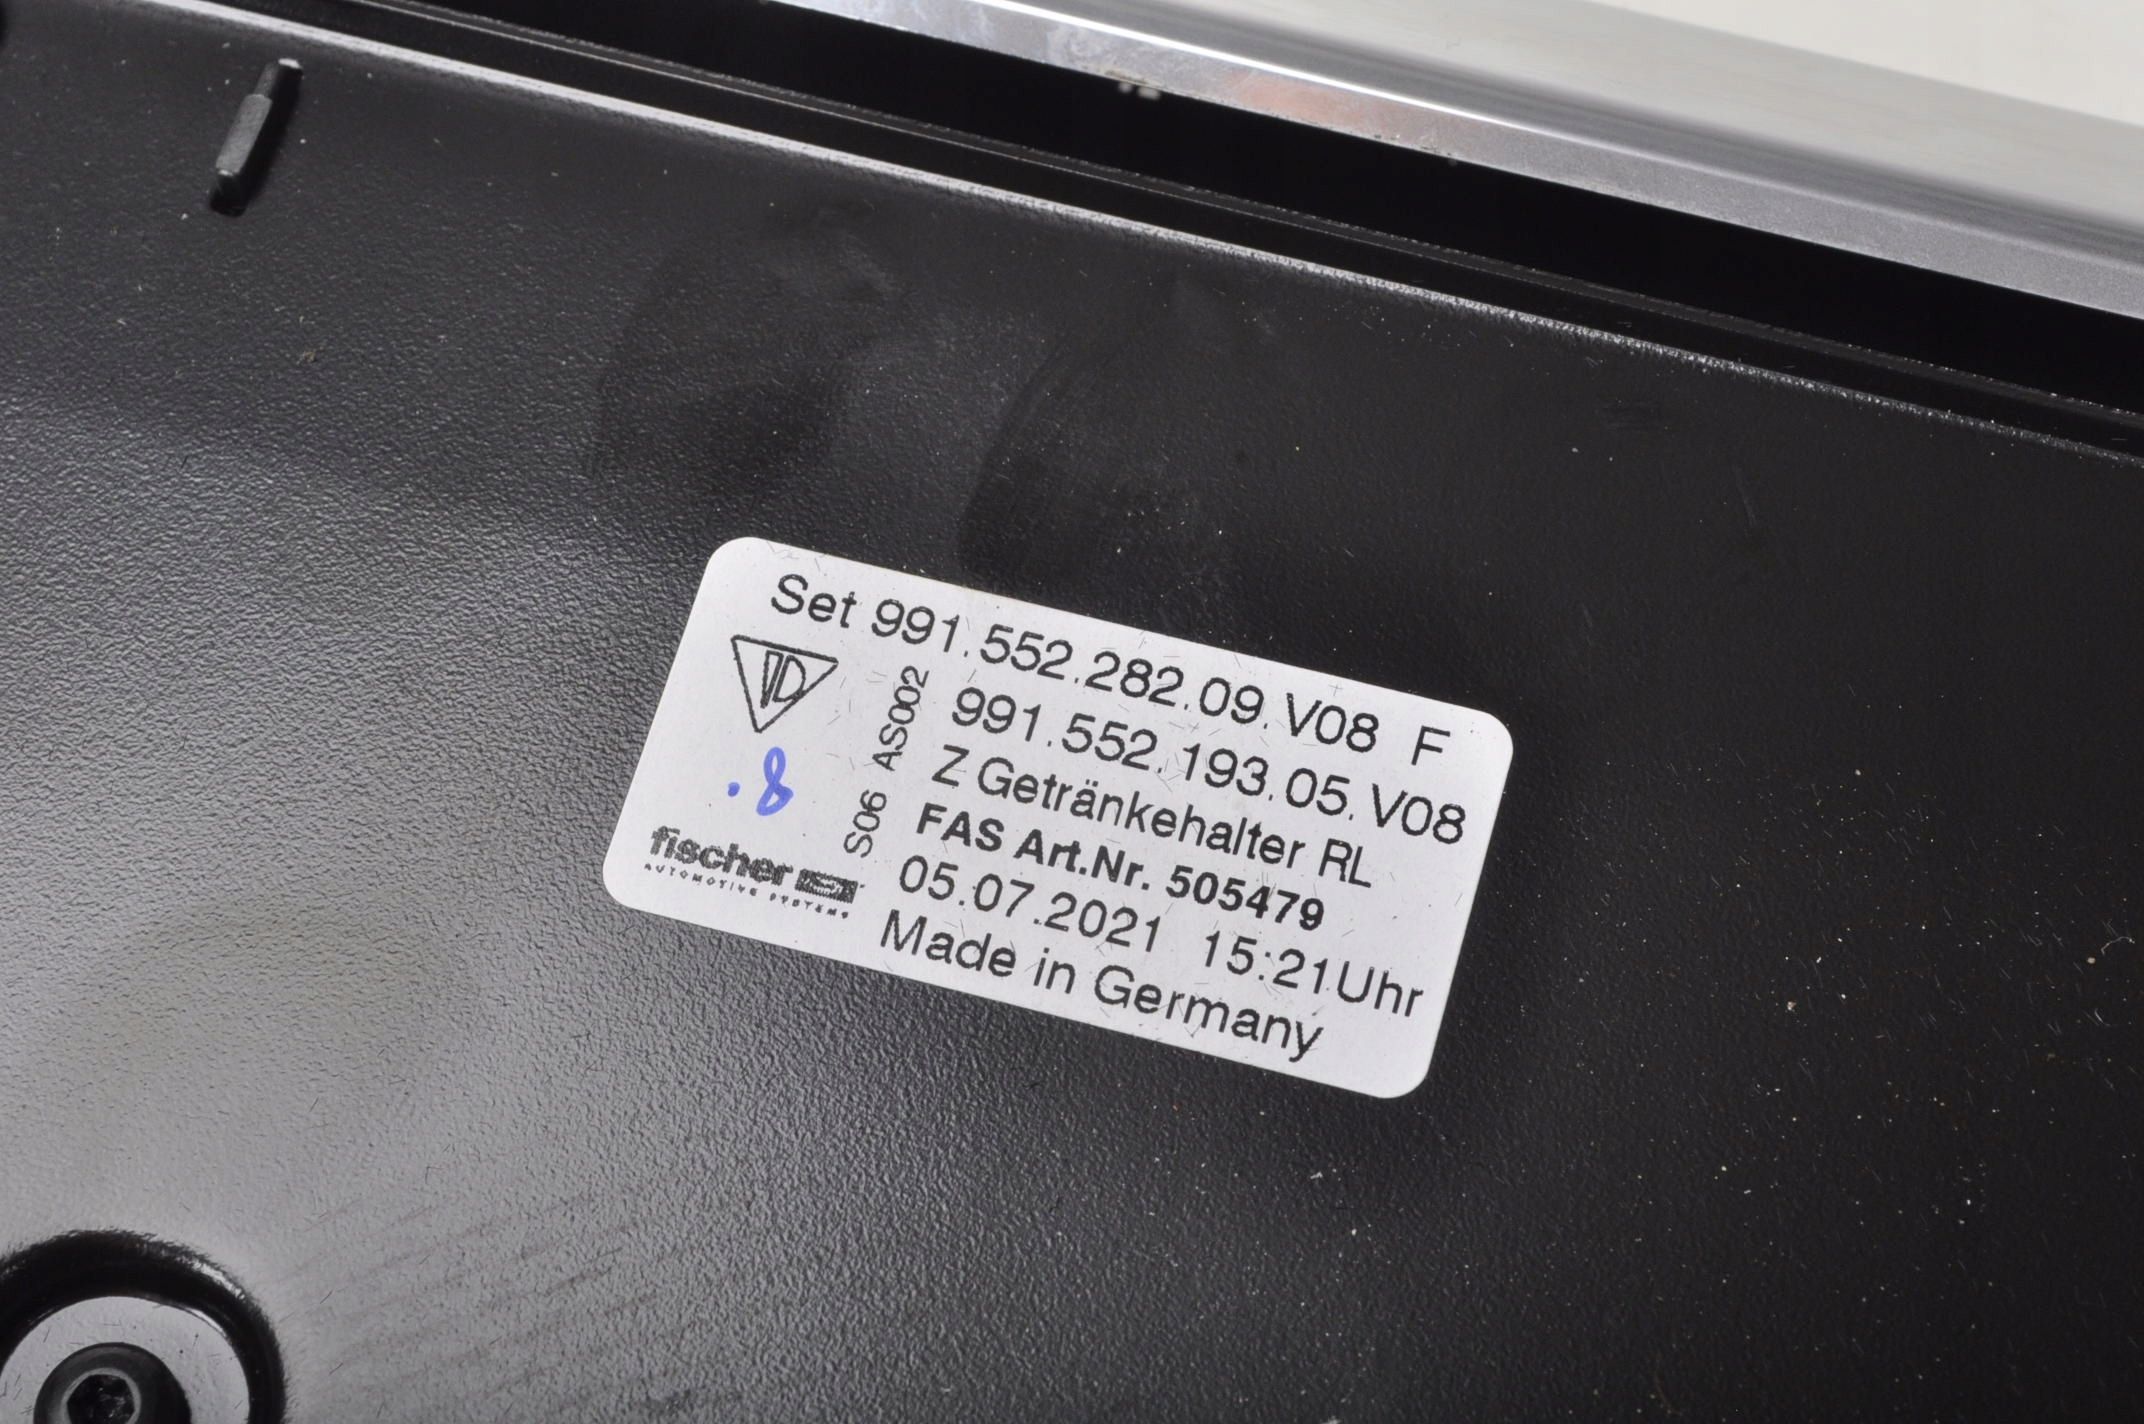 Set 991.552.282.09.V08 F
991.552.193.05.V08
Z Getränkehalter RL
FAS Art.Nr. 505479
05.07.2021 15:21Uhr
Made in Germany
S06 AS002
.8
fischer
AUTOMOTIVE SYSTEMS